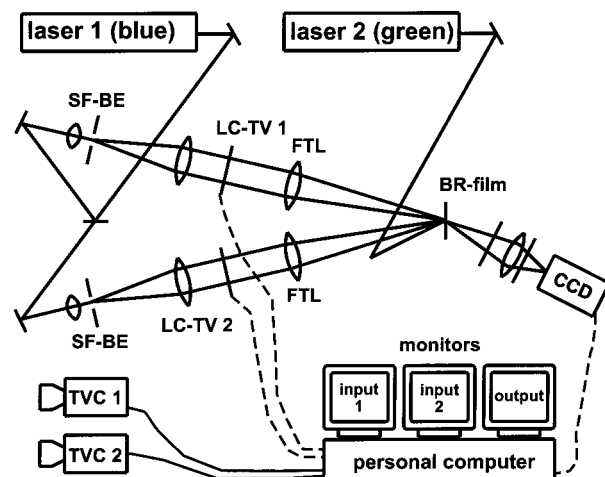 laser 1 (blue)
laser 2 (green)
SF-BE
LC-TV 1
FTL
BR-film
CCD
FTL
LC-TV 2
SF-BE
monitors
input
1
input
2
output
TVC 1
TVC 2
personal computer